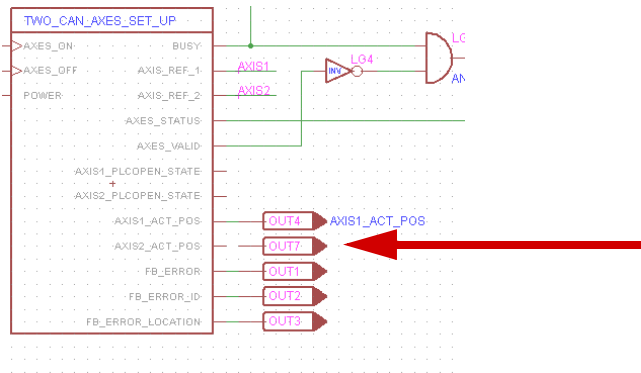 TWO_CAN_AXES_SET_UP
AXES_ON BUSY
AXES_OFF AXIS_REF_1 AXIS1
POWER AXIS_REF_2 AXIS2
AXES_STATUS
AXES_VALID
AXIS1_PLCOPEN_STATE
AXIS2_PLCOPEN_STATE
AXIS1_ACT_POS OUT4 AXIS1_ACT_POS
AXIS2_ACT_POS OUT7
FB_ERROR OUT1
FB_ERROR_ID OUT2
FB_ERROR_LOCATION OUT3
INV LG4
LG
AN